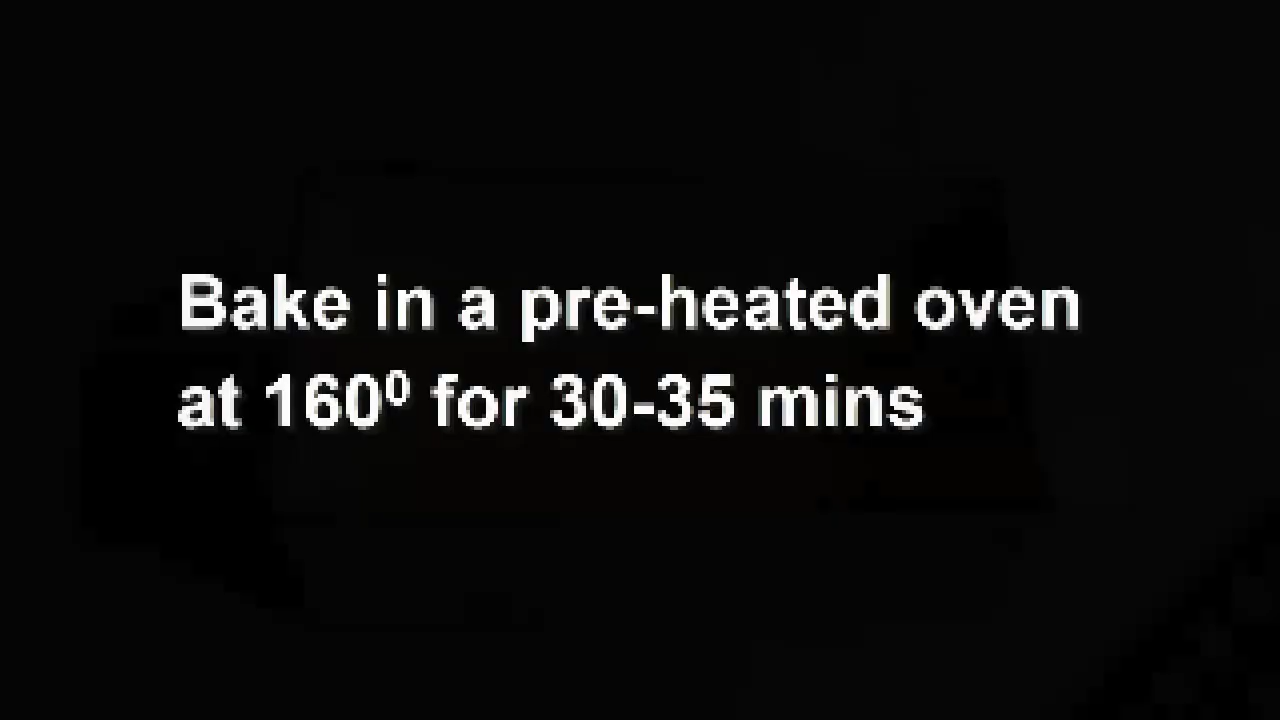 Bake in a pre-heated oven
at 160⁰ for 30-35 mins